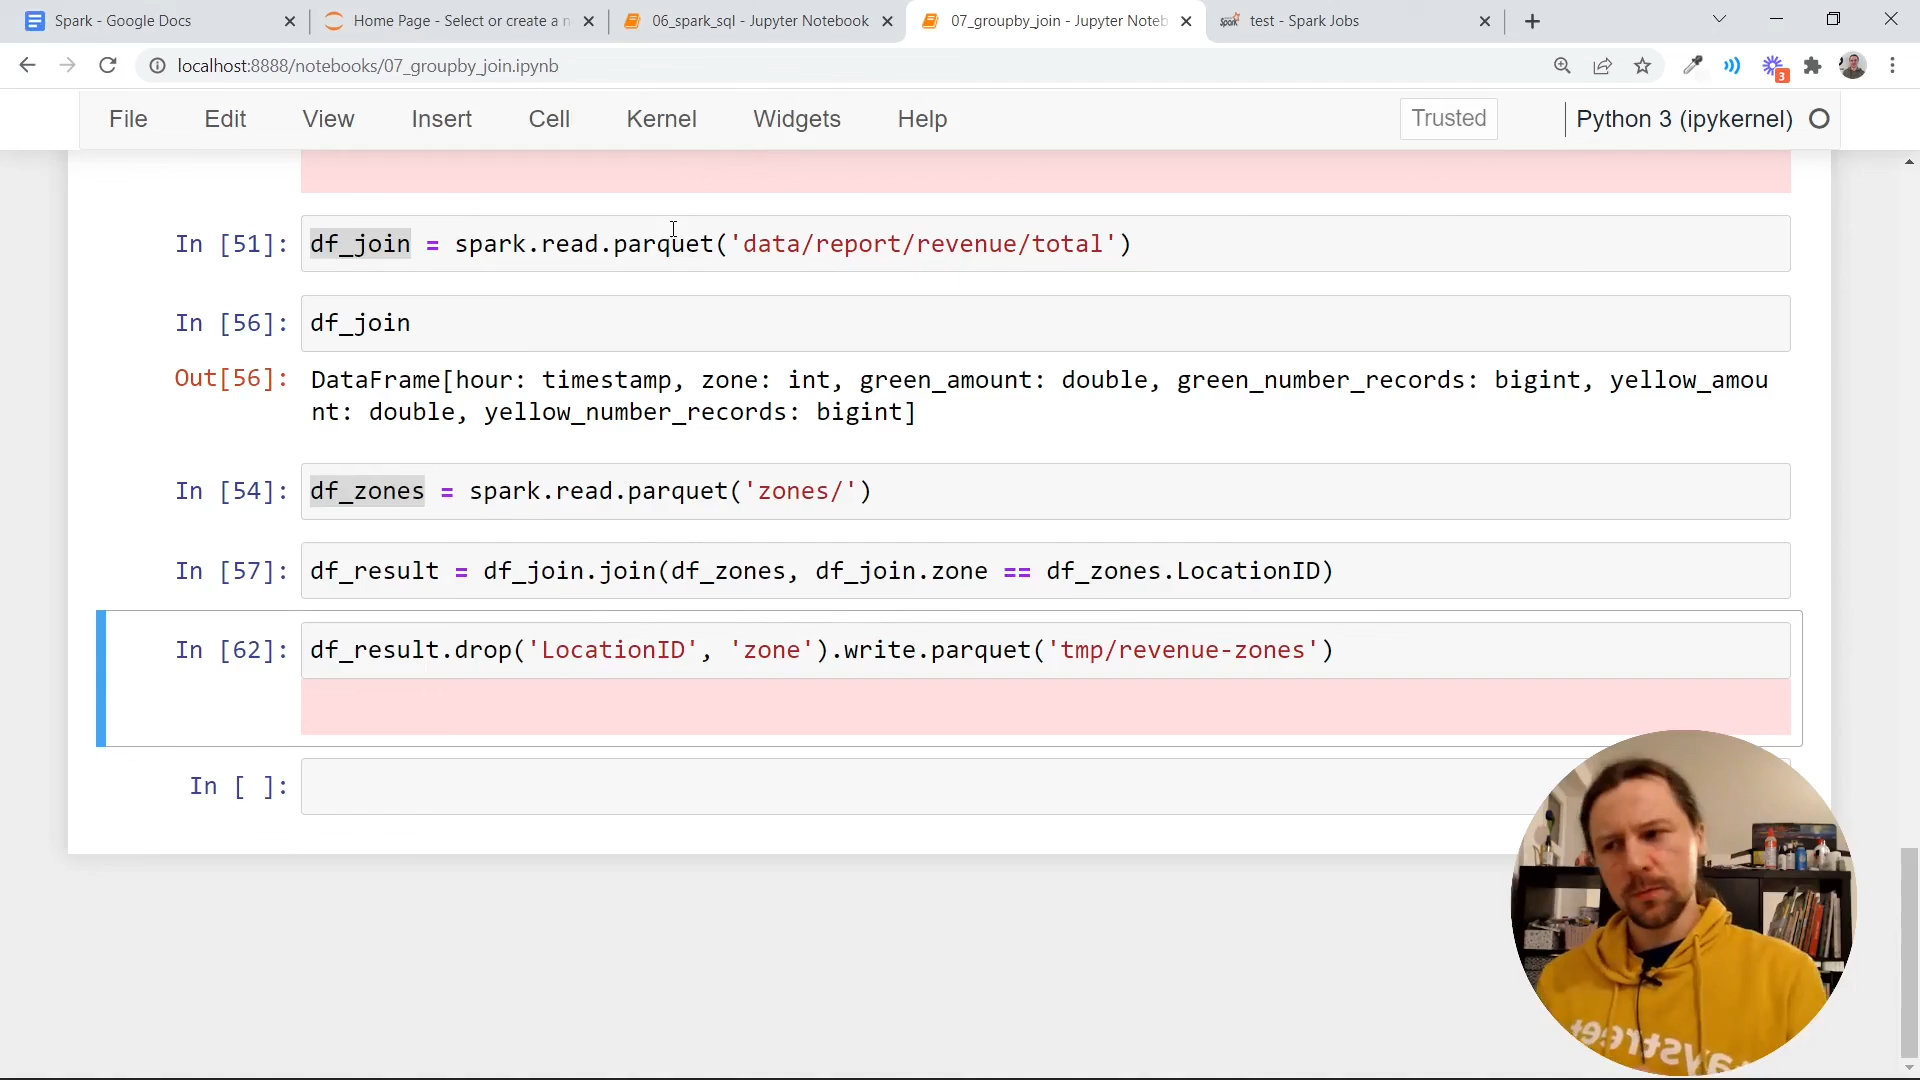 Spark - Google Docs
Home Page - Select or create a n
06_spark_sql - Jupyter Notebook
07_groupby_join - Jupyter Noteb
test - Spark Jobs
localhost:8888/notebooks/07_groupby_join.ipynb
3
File Edit View Insert Cell Kernel Widgets Help
Trusted
Python 3 (ipykernel)
In [51]: df_join = spark.read.parquet('data/report/revenue/total')
In [56]: df_join
Out[56]: DataFrame[hour: timestamp, zone: int, green_amount: double, green_number_records: bigint, yellow_amou
nt: double, yellow_number_records: bigint]
In [54]: df_zones = spark.read.parquet('zones/')
In [57]: df_result = df_join.join(df_zones, df_join.zone == df_zones.LocationID)
In [62]: df_result.drop('LocationID', 'zone').write.parquet('tmp/revenue-zones')
In [ ]: